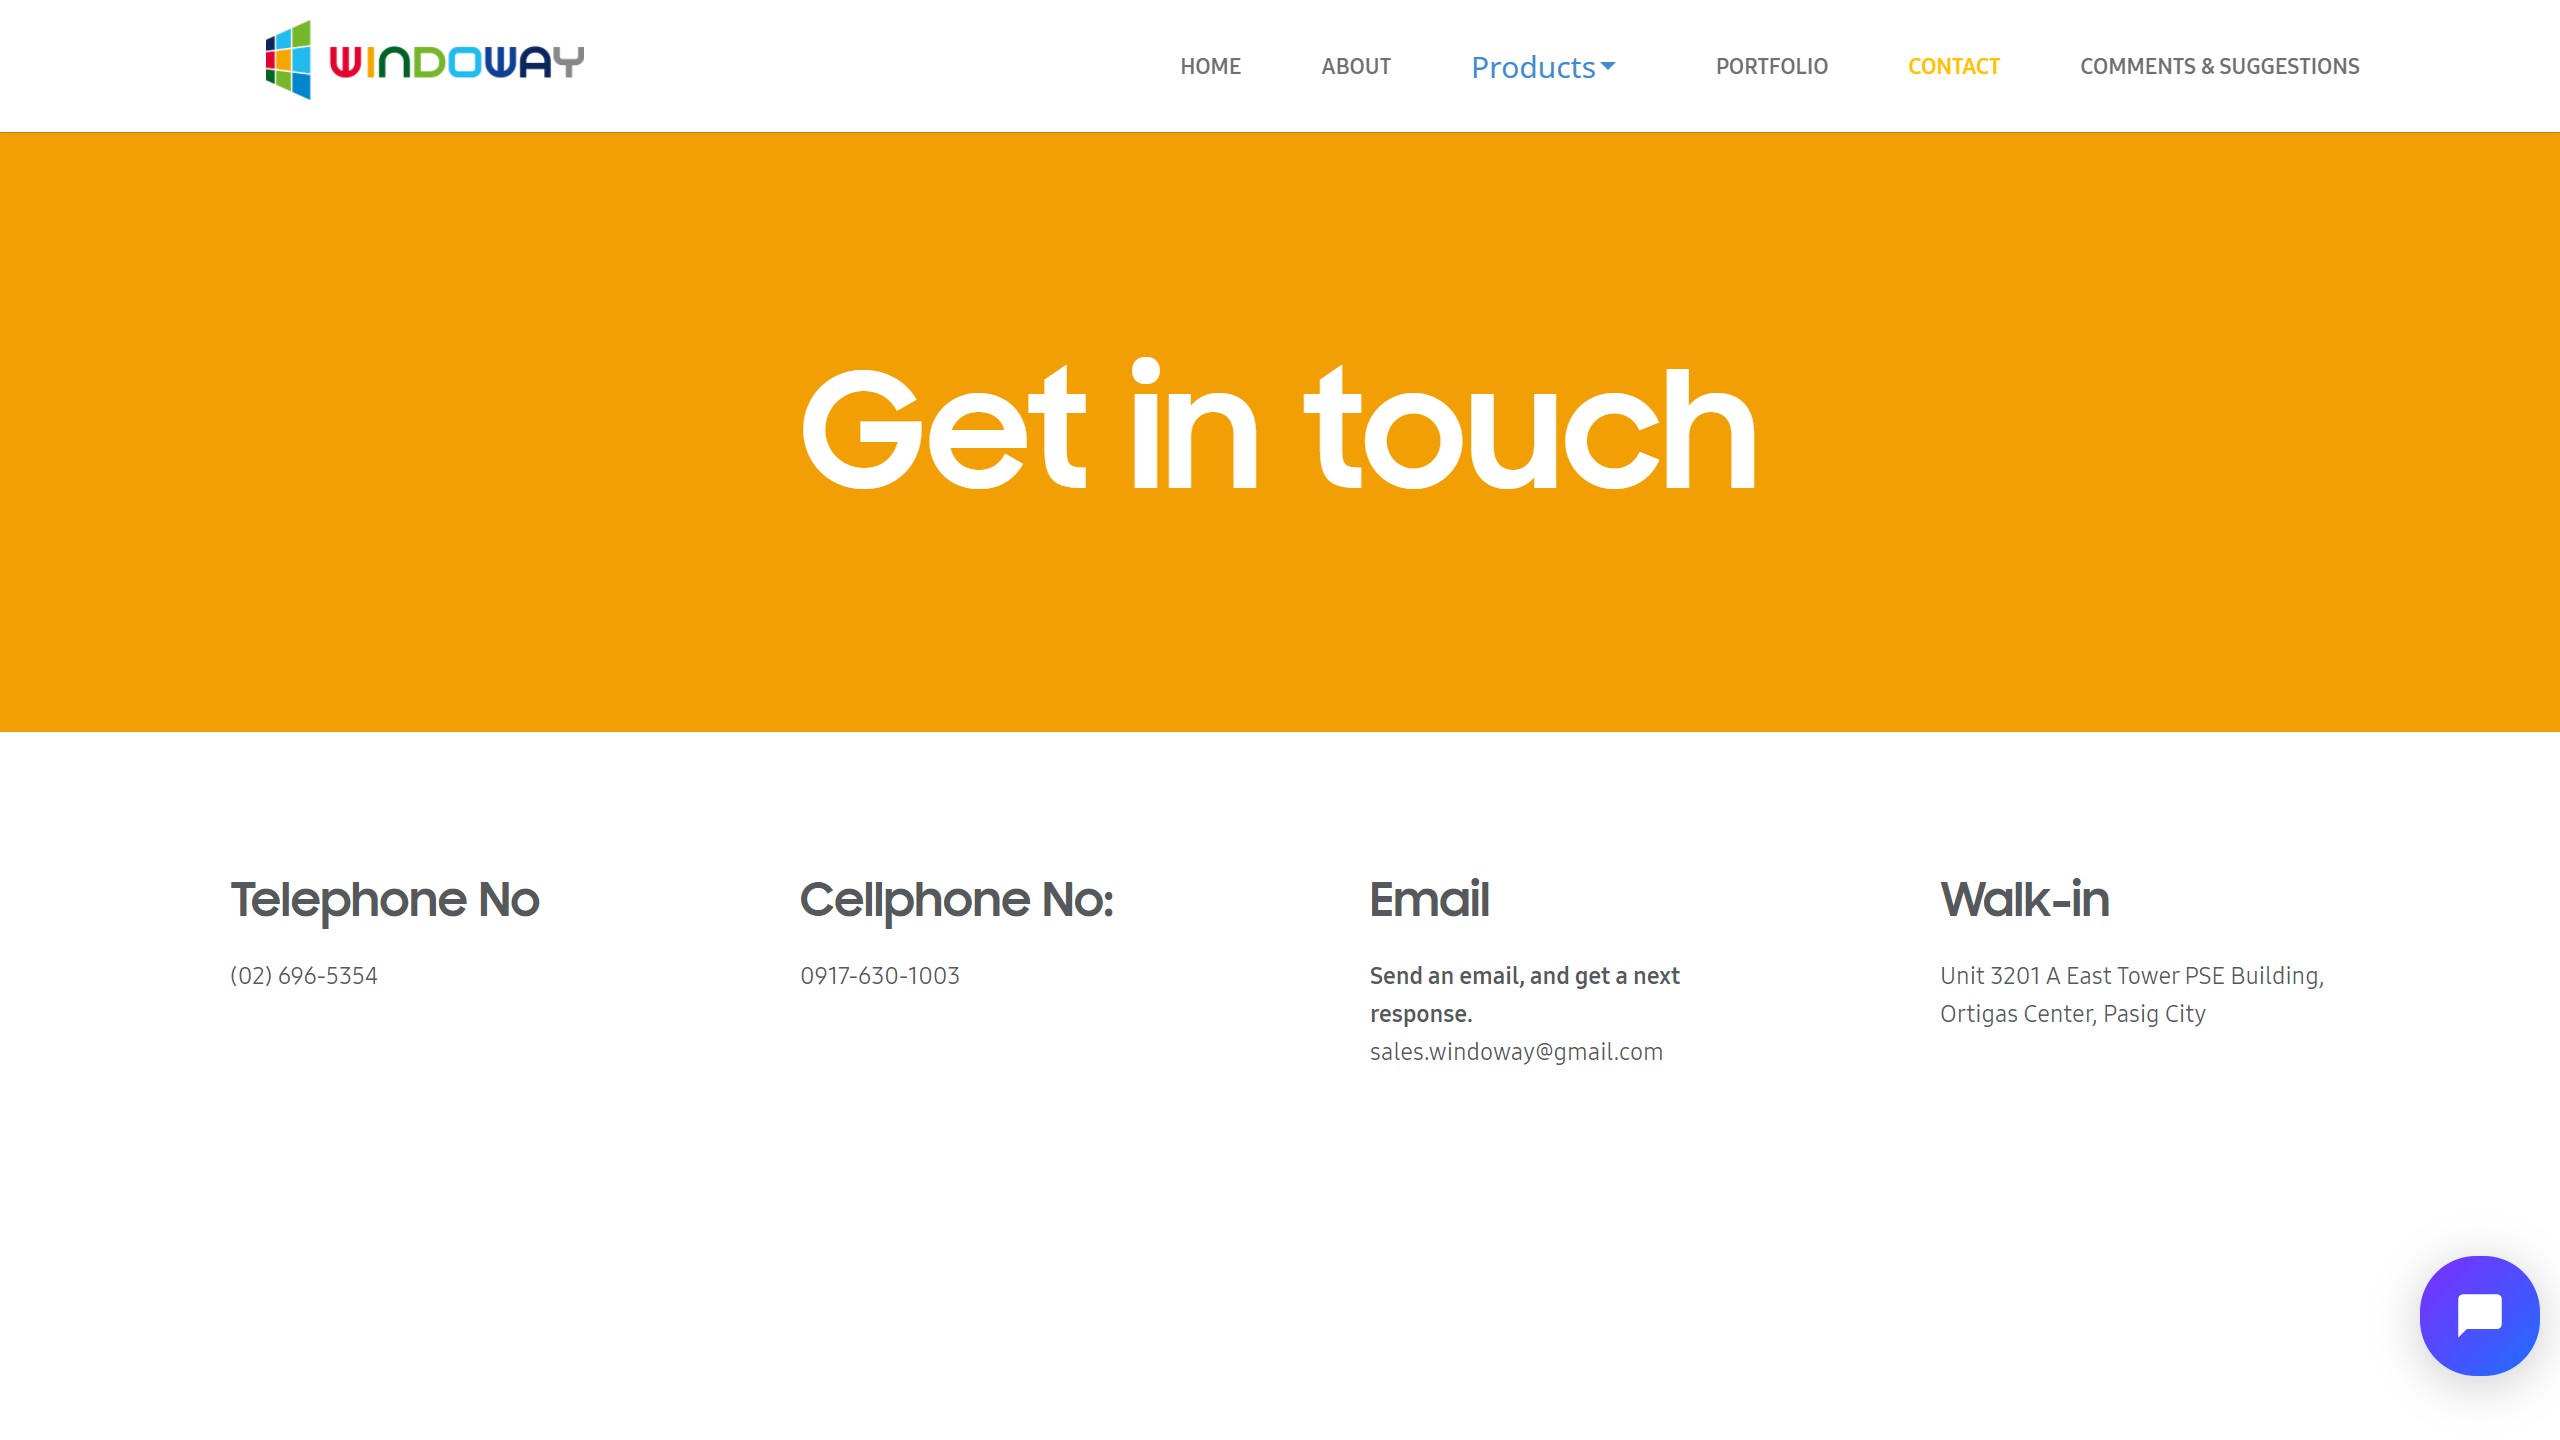 WINDOWAY
HOME ABOUT Products PORTFOLIO CONTACT COMMENTS & SUGGESTIONS
Get in touch
Telephone No
(02) 696-5354
Cellphone No:
0917-630-1003
Email
Send an email, and get a next
response.
sales.windoway@gmail.com
Walk-in
Unit 3201 A East Tower PSE Building,
Ortigas Center, Pasig City